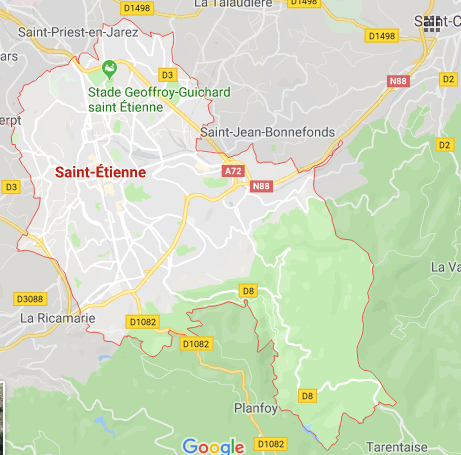 D1498
La Talaudière
D1498
Saint-Priest-en-Jarez
D1498
D3
N88
D2
Stade Geoffroy-Guichard
saint Étienne
Saint-Jean-Bonnefonds
D2
Saint-Étienne
A72
N88
D3
La Va
D8
D3088
La Ricamarie
D1082
D1082
D8
Planfoy
D1082
Tarentaise
Google